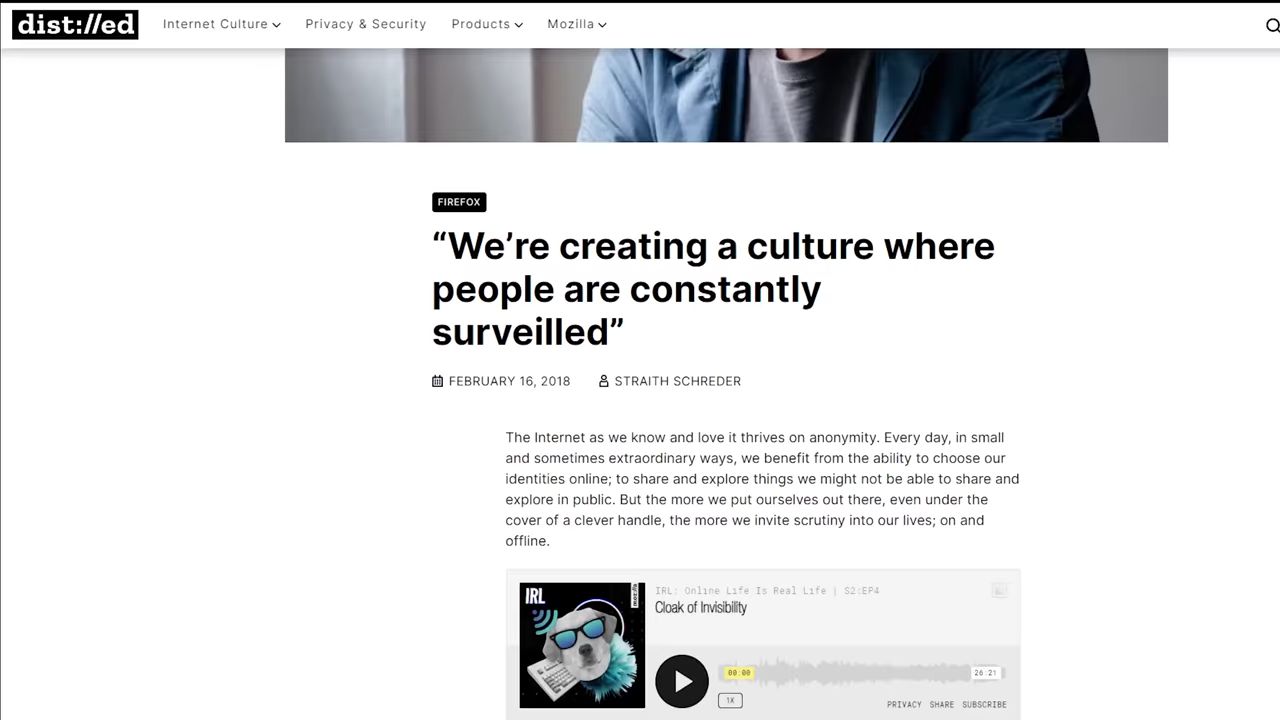 dist://ed
Internet Culture
Privacy & Security
Products
Mozilla
FIREFOX
“We’re creating a culture where
people are constantly
surveilled”
FEBRUARY 16, 2018
STRAITH SCHREDER
The Internet as we know and love it thrives on anonymity. Every day, in small
and sometimes extraordinary ways, we benefit from the ability to choose our
identities online; to share and explore things we might not be able to share and
explore in public. But the more we put ourselves out there, even under the
cover of a clever handle, the more we invite scrutiny into our lives; on and
offline.
IRL
moz://a
IRL: Online Life Is Real Life | S2:EP4
Cloak of Invisibility
00:00
26:21
1X
PRIVACY SHARE SUBSCRIBE